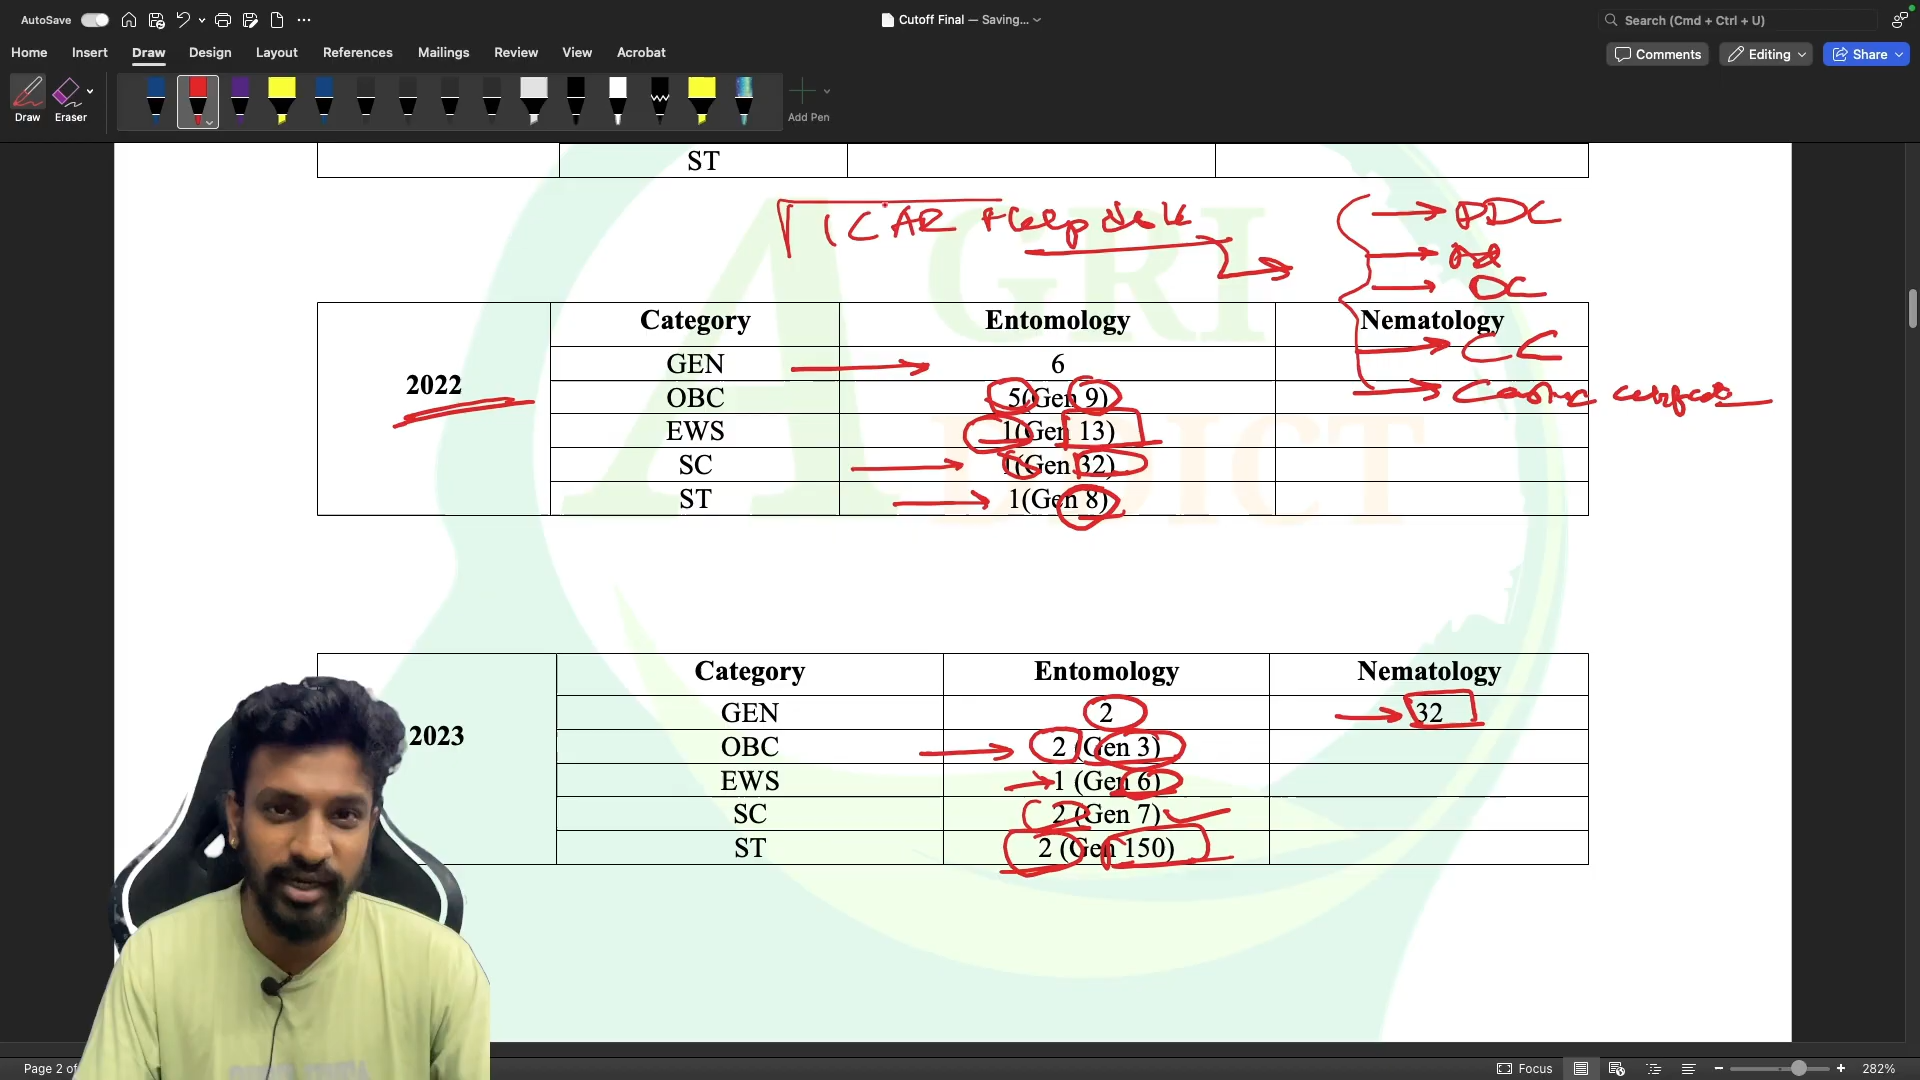 AutoSave
Cutoff Final — Saving...
Search (Cmd + Ctrl + U)
Home Insert Draw Design Layout References Mailings Review View Acrobat
Comments Editing Share
Draw Eraser Add Pen
ST
ICAR Helpdesk
PDC
OC
CC
AGRI
DDICT
2022
Category Entomology Nematology
GEN 6
OBC 5(Gen 9)
EWS 1(Gen 13)
SC 1(Gen 32)
ST 1(Gen 8)
2023
Category Entomology Nematology
GEN 2 32
OBC 2 (Gen 3)
EWS 1 (Gen 6)
SC 2 (Gen 7)
ST 2 (Gen 150)
Page 2 of
Focus
282%